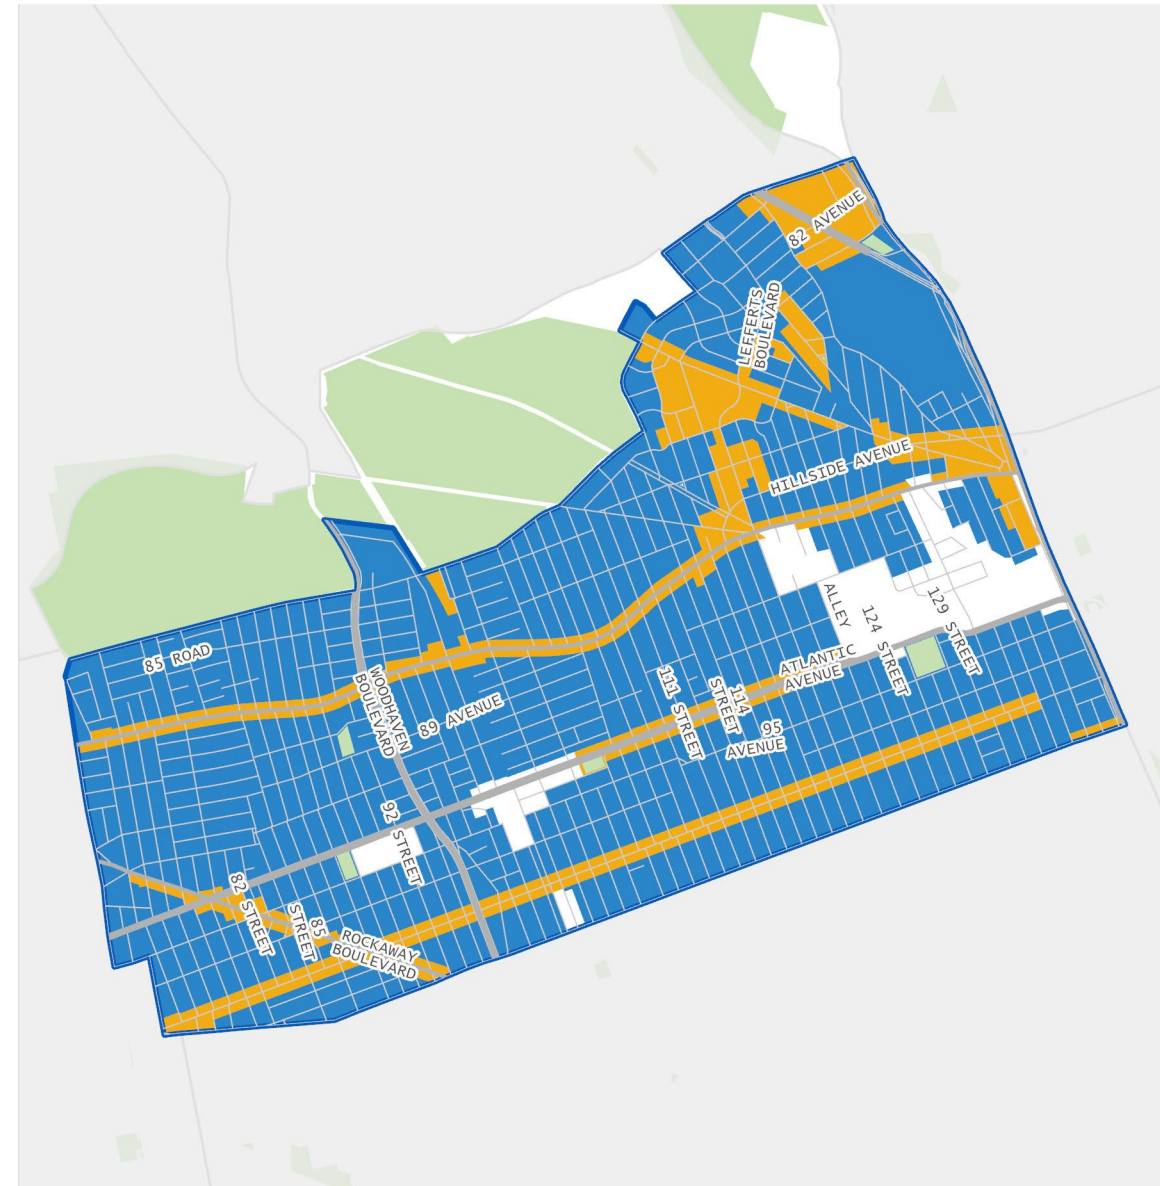 82 AVENUE
LEFFERTS
BOULEVARD
HILLSIDE AVENUE
ALLEY
124 STREET
129 STREET
85 ROAD
WOODHAVEN
BOULEVARD
89 AVENUE
111 STREET
114
STREET
ATLANTIC
AVENUE
95
AVENUE
92 STREET
82 STREET
85
STREET
ROCKAWAY
BOULEVARD